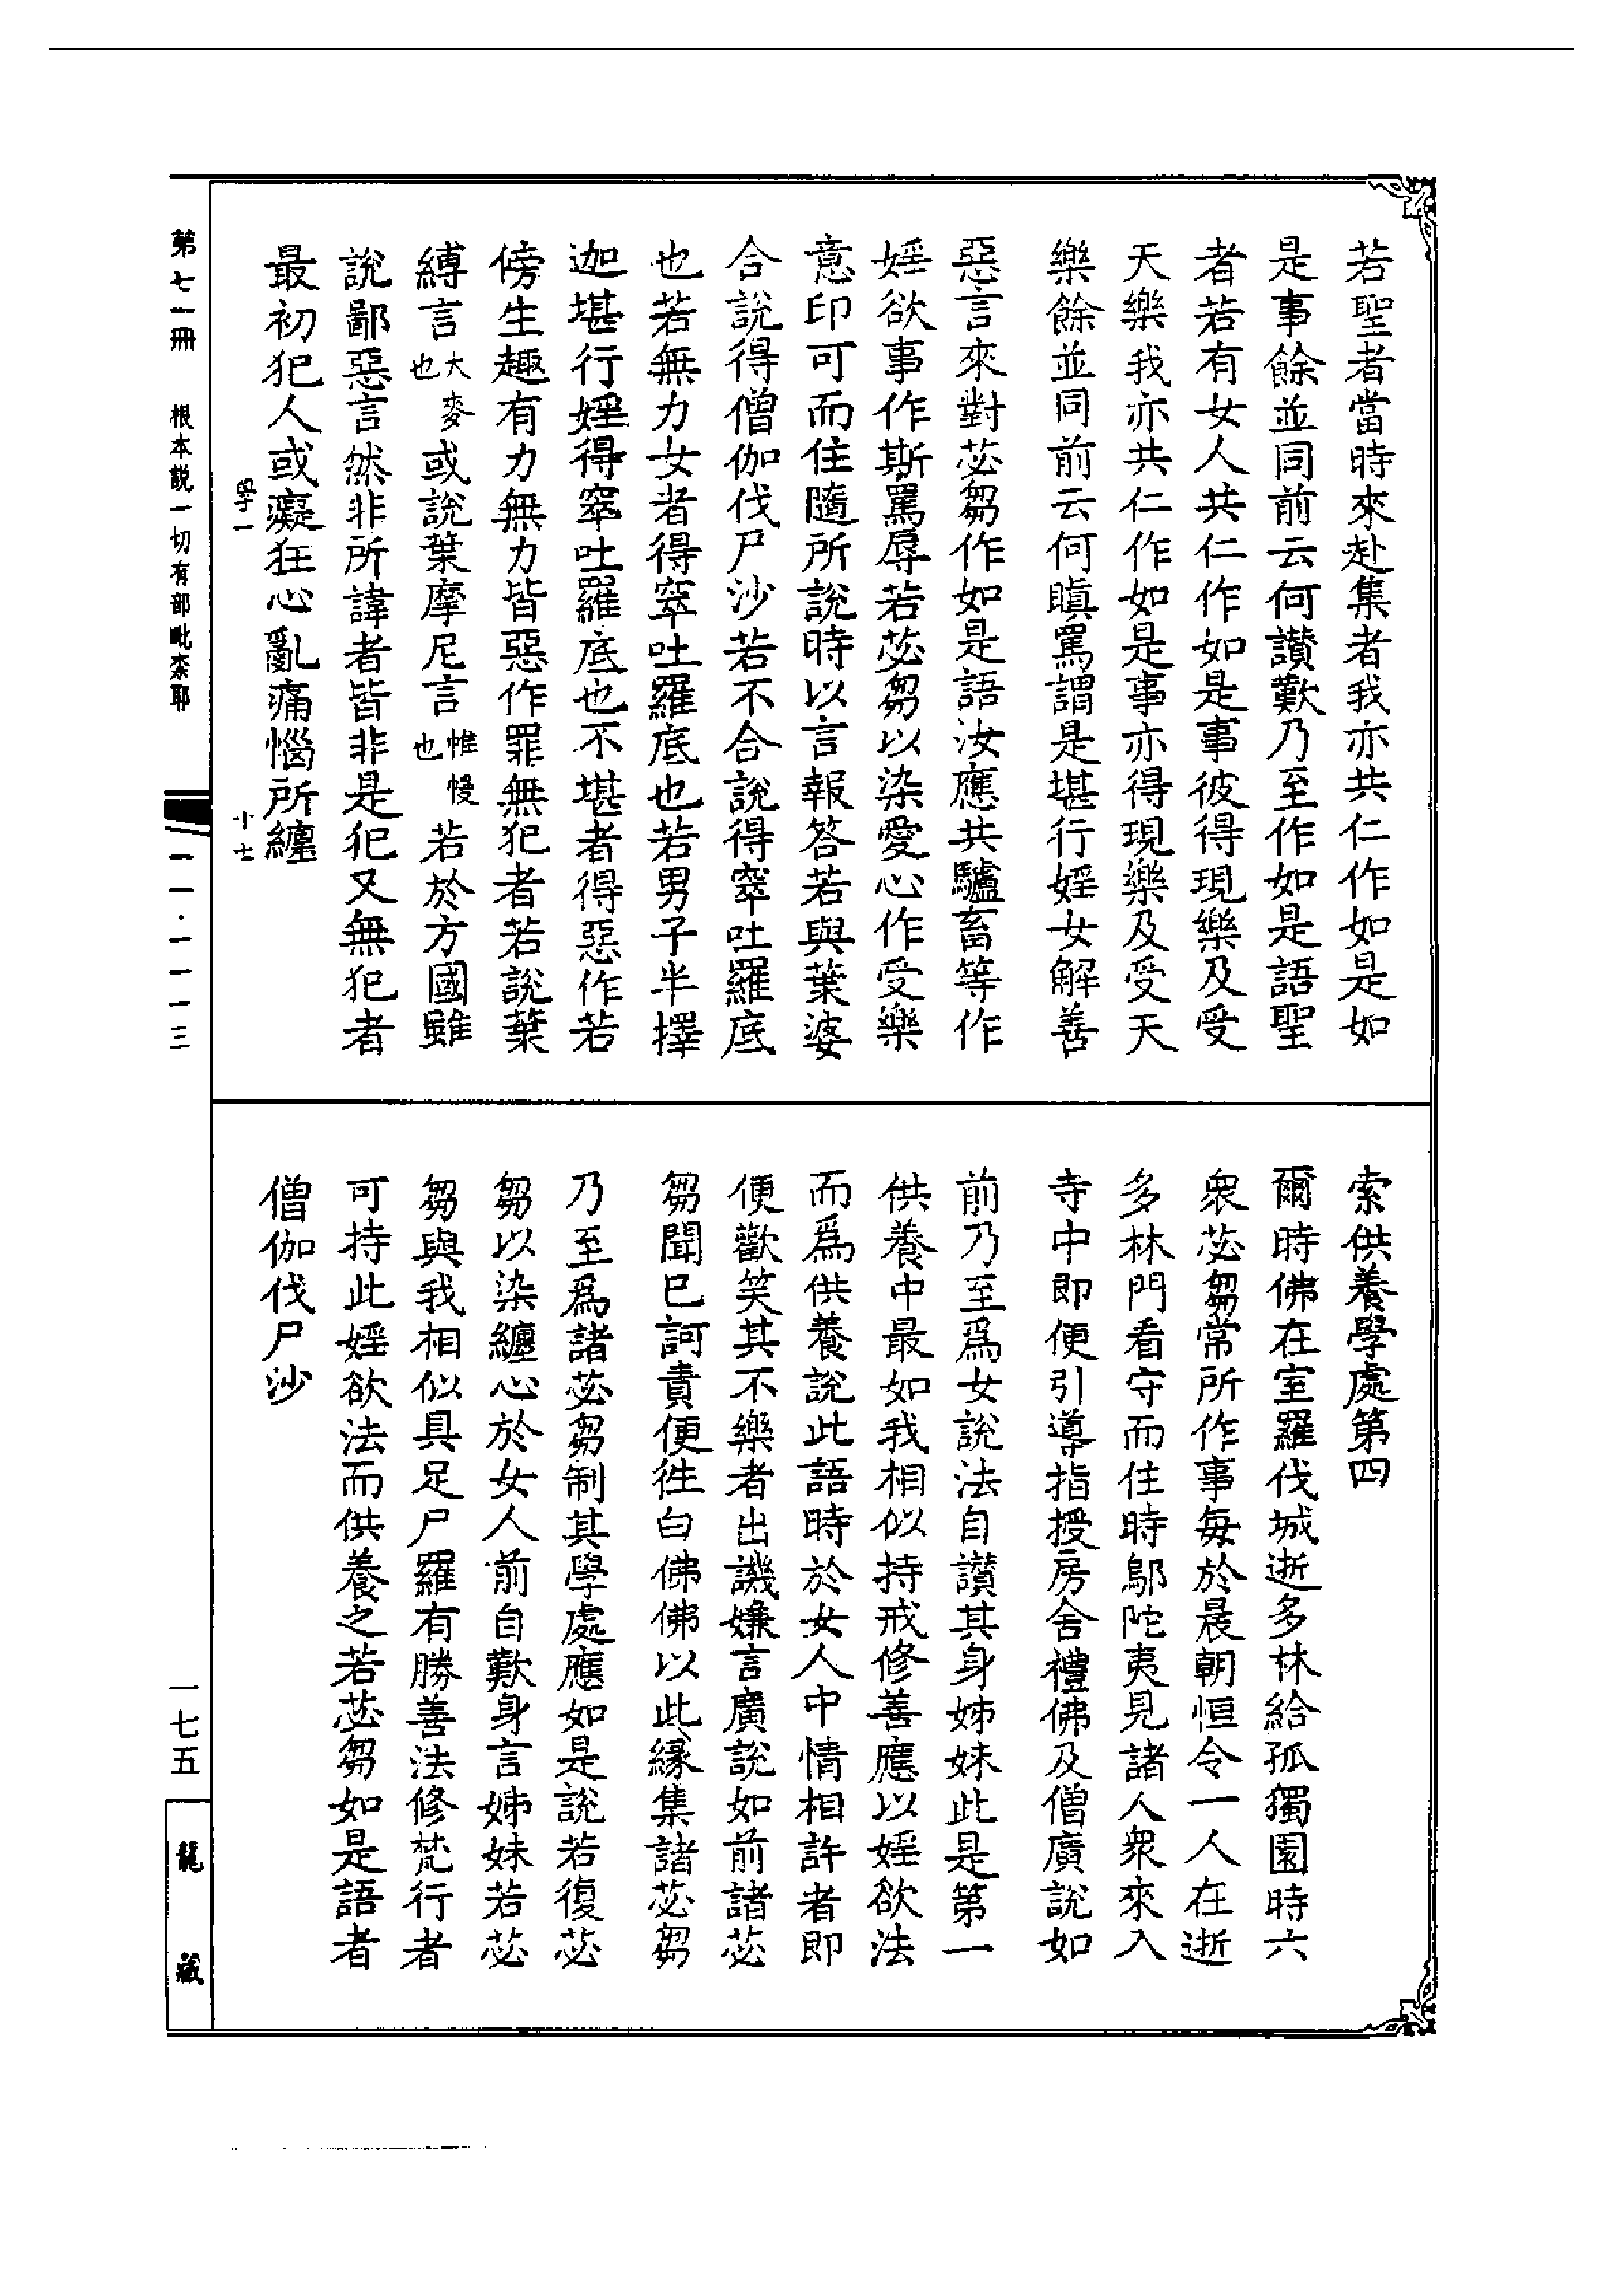 若聖者當時來赴集者我亦共仁作如是如
是事餘並同前云何讃歎乃至作如是語聖
者若有女人共仁作如是事彼得現樂及受
天樂我亦共仁作如是事亦得現樂及受天
樂餘並同前云何瞋罵謂是堪行婬女解善
惡言來對苾芻作如是語汝應共驢畜等作
婬欲事作斯罵辱若苾芻以染愛心作受樂
意印可而住隨所說時以言報答若與葉婆
合說得僧伽伐尸沙若不合說得窣吐羅底
也若無力女者得窣吐羅底也若男子半擇
迦堪行婬得窣吐羅底也不堪者得惡作若
傍生趣有力無力皆惡作罪無犯者若說葉
縛言大麥也或說葉摩尼言帷幔也若於方國雖
說鄙惡言然非所諱者皆非是犯又無犯者
最初犯人或癡狂心亂痛惱所纏
學一 十七
索供養學處第四
爾時佛在室羅伐城逝多林給孤獨園時六
衆苾芻常所作事每於晨朝恒令一人在逝
多林門看守而住時鄔陀夷見諸人衆來入
寺中即便引導指授房舍禮佛及僧廣說如
前乃至爲女說法自讃其身姊妹此是第一
供養中最如我相似持戒修善應以婬欲法
而爲供養說此語時於女人中情相許者即
便歡笑其不樂者出譏嫌言廣說如前諸苾
芻聞已訶責便往白佛佛以此緣集諸苾芻
乃至爲諸苾芻制其學處應如是說若復苾
芻以染纏心於女人前自歎身言姊妹若苾
芻與我相似具足尸羅有勝善法修梵行者
可持此婬欲法而供養之若苾芻如是語者
僧伽伐尸沙
第七一冊 根本説一切有部毗柰耶
一一·一一一三
一七五
龍藏